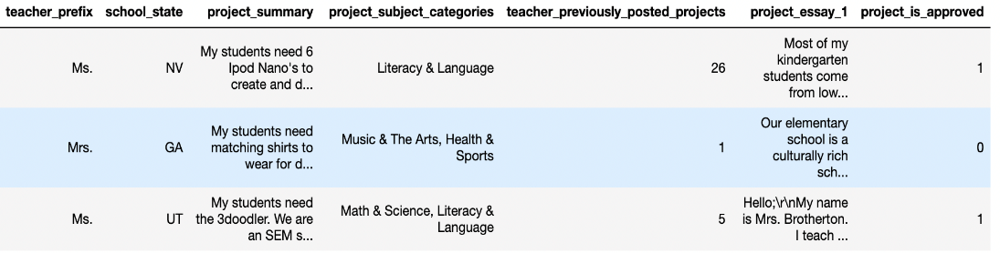 teacher_prefix school_state project_summary project_subject_categories teacher_previously_posted_projects project_essay_1 project_is_approved
Ms. NV My students need 6 Ipod Nano's to create and d... Literacy & Language 26 Most of my kindergarten students come from low... 1
Mrs. GA My students need matching shirts to wear for d... Music & The Arts, Health & Sports 1 Our elementary school is a culturally rich sch... 0
Ms. UT My students need the 3doodler. We are an SEM s... Math & Science, Literacy & Language 5 Hello;\r\nMy name is Mrs. Brotherton. I teach ... 1